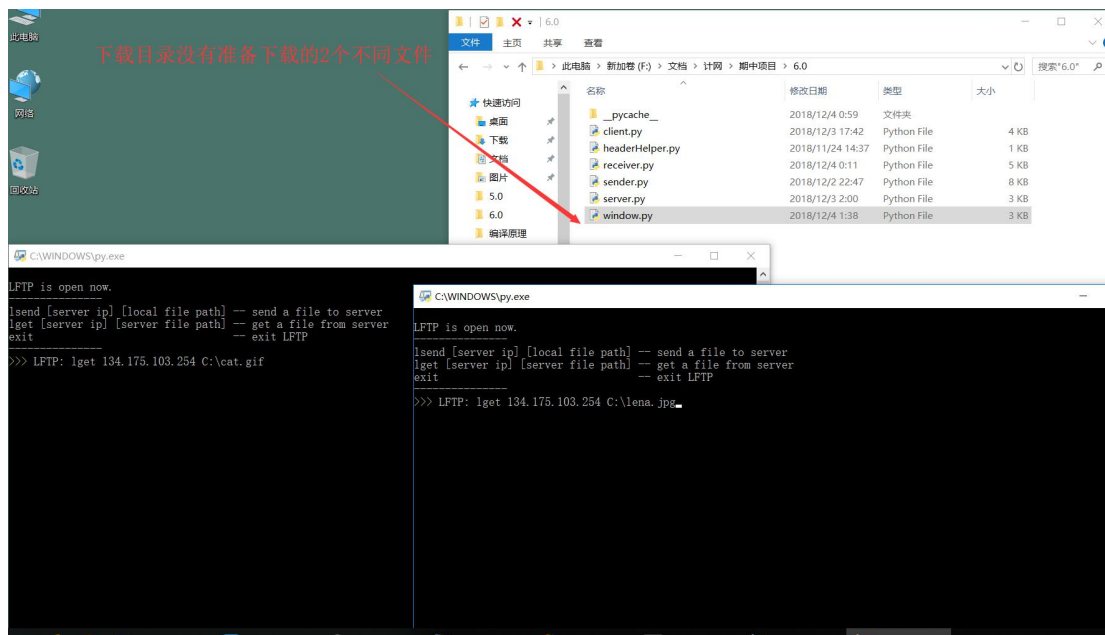 此电脑
网络
回收站
下载目录没有准备下载的2个不同文件
6.0
文件 主页 共享 查看
此电脑 > 新加卷 (F:) > 文档 > 计网 > 期中项目 > 6.0
搜索"6.0"
快速访问
桌面
下载
文档
图片
5.0
6.0
编译原理
名称 修改日期 类型 大小
__pycache__ 2018/12/4 0:59 文件夹
client.py 2018/12/3 17:42 Python File 4 KB
headerHelper.py 2018/11/24 14:37 Python File 1 KB
receiver.py 2018/12/4 0:11 Python File 5 KB
sender.py 2018/12/2 22:47 Python File 8 KB
server.py 2018/12/3 2:00 Python File 3 KB
window.py 2018/12/4 1:38 Python File 3 KB
C:\WINDOWS\py.exe
LFTP is open now.
---------------
lsend [server ip] [local file path] -- send a file to server
lget [server ip] [server file path] -- get a file from server
exit -- exit LFTP
---------------
>>> LFTP: lget 134.175.103.254 C:\cat.gif
C:\WINDOWS\py.exe
LFTP is open now.
---------------
lsend [server ip] [local file path] -- send a file to server
lget [server ip] [server file path] -- get a file from server
exit -- exit LFTP
---------------
>>> LFTP: lget 134.175.103.254 C:\lena.jpg